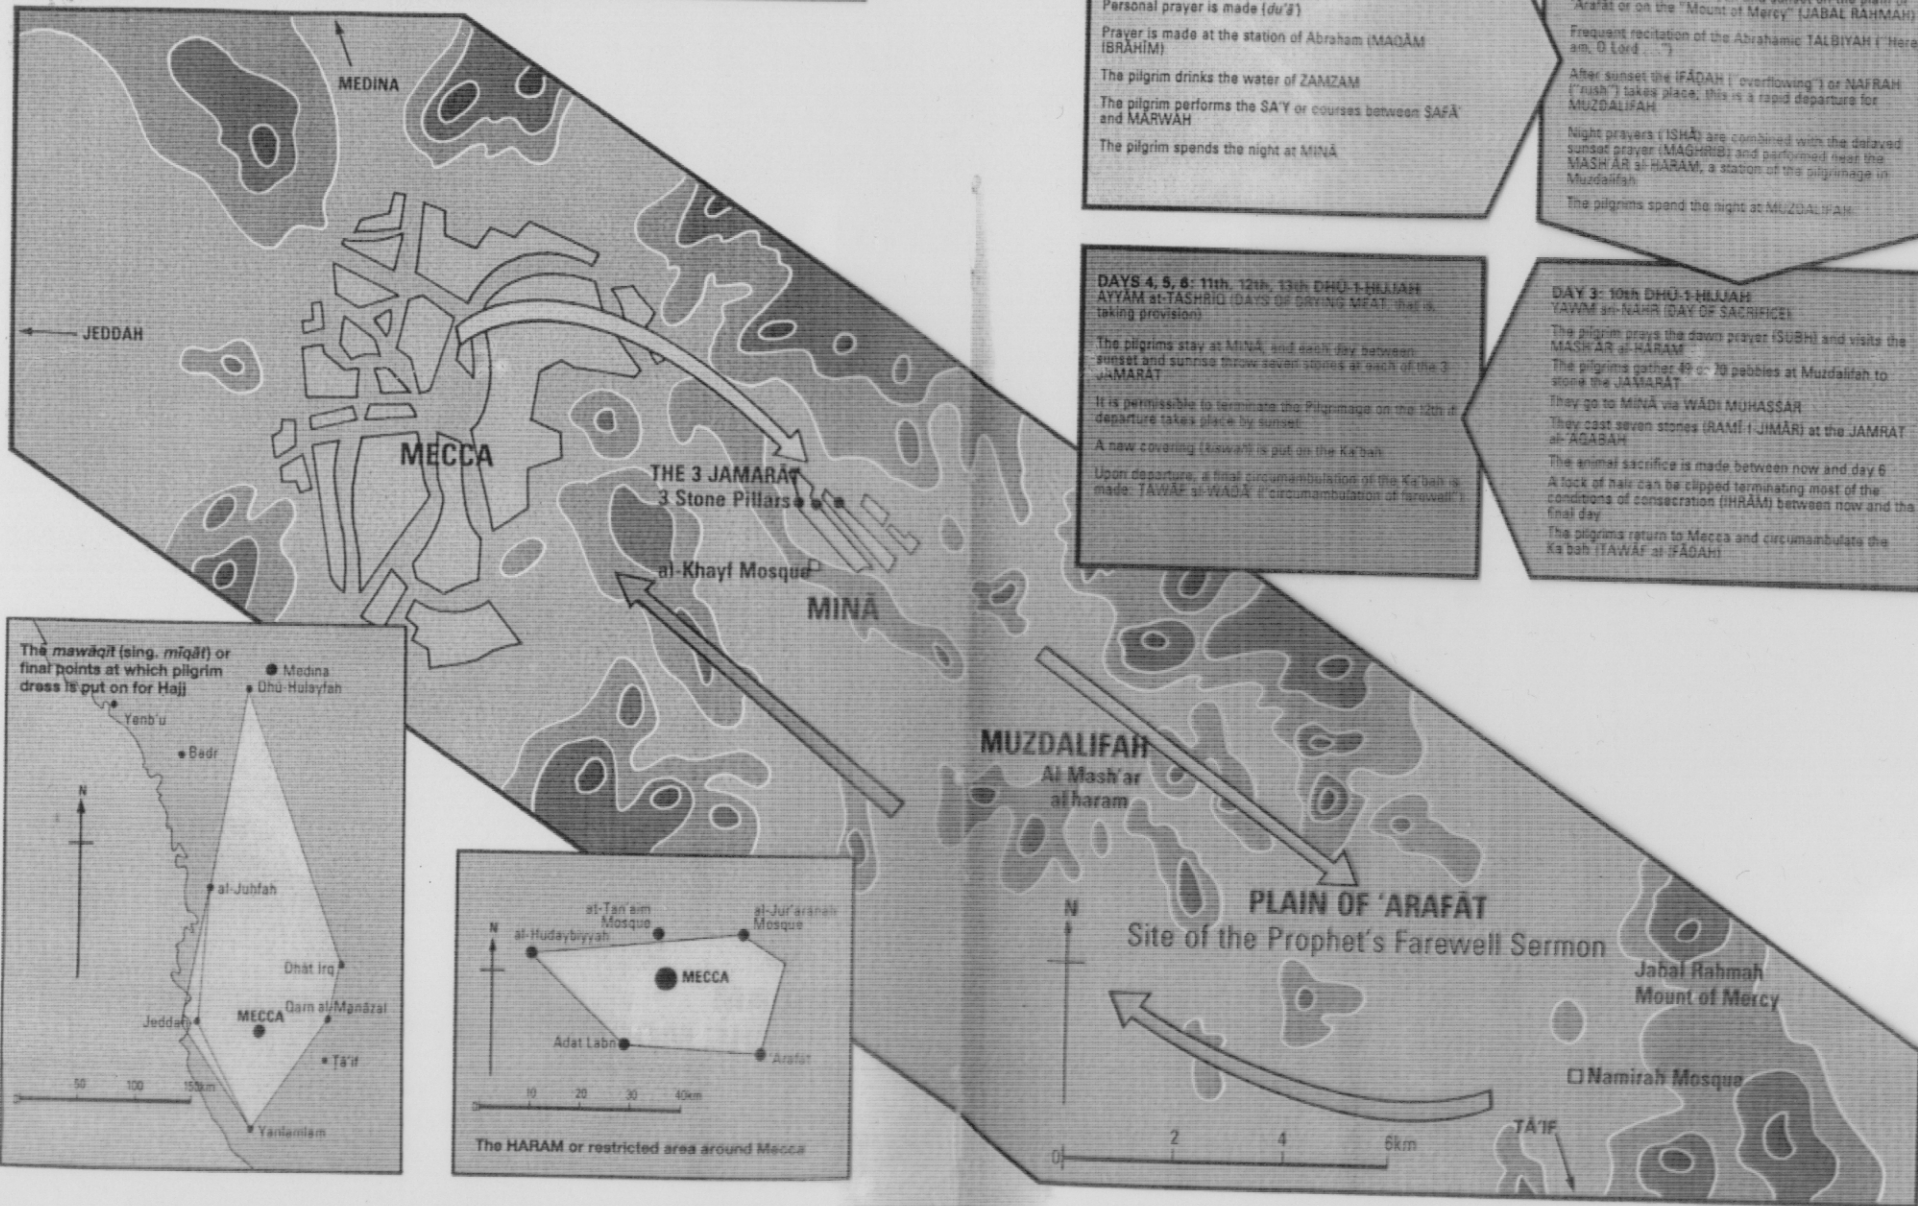 Personal prayer is made (du'ā)
Prayer is made at the station of Abraham (MAQĀM
IBRĀHĪM)
The pilgrim drinks the water of ZAMZAM
The pilgrim performs the SA'Y or courses between ṢAFĀ
and MARWAH
The pilgrim spends the night at MINĀ
'Arafāt or on the "Mount of Mercy" (JABAL RAHMAH)
Frequent recitation of the Abrahamic TALBIYAH ("Here
am, O Lord ...")
After sunset the IFĀDAH ("overflowing") or NAFRAH
("rush") takes place; this is a rapid departure for
MUZDALIFAH
Night prayers ('ISHĀ) are combined with the delayed
sunset prayer (MAGHRIB) and performed near the
MASH'AR al-HARAM, a station of the pilgrimage in
Muzdalifah
The pilgrims spend the night at MUZDALIFAH
DAY 3: 10th DHŪ-l-HIJJAH
YAWM an-NAHR (DAY OF SACRIFICE)
The pilgrim prays the dawn prayer (SUBH) and visits the
MASH'AR al-HARAM
The pilgrims gather 49 or 70 pebbles at Muzdalifah to
stone the JAMARĀT
They go to MINĀ via WĀDI MUHASSAR
They cast seven stones (RAMĪ-l-JIMĀR) at the JAMRAT
al-'AQABAH
The animal sacrifice is made between now and day 6
A lock of hair can be clipped terminating most of the
conditions of consecration (IHRĀM) between now and the
final day
The pilgrims return to Mecca and circumambulate the
Ka'bah (TAWĀF al-IFĀDAH)
DAYS 4, 5, 6: 11th, 12th, 13th DHŪ-l-HIJJAH
AYYĀM at-TASHRĪQ (DAYS OF DRYING MEAT, that is,
taking provision)
The pilgrims stay at MINĀ, and each day between
sunset and sunrise throw seven stones at each of the 3
JAMARĀT
It is permissible to terminate the Pilgrimage on the 12th if
departure takes place by sunset
A new covering (kiswah) is put on the Ka'bah
Upon departure, a final circumambulation of the Ka'bah is
made: TAWĀF al-WADĀ' ("circumambulation of farewell")
MEDINA
JEDDAH
MECCA
THE 3 JAMARĀT
3 Stone Pillars
al-Khayf Mosque
MINĀ
MUZDALIFAH
Al Mash'ar
al haram
PLAIN OF 'ARAFĀT
Site of the Prophet's Farewell Sermon
Jabal Rahmah
Mount of Mercy
Namirah Mosque
TĀ'IF
N
0 2 4 6km
The mawāqīt (sing. mīqāt) or
final points at which pilgrim
dress is put on for Hajj
Medina
Dhū-Hulayfah
Yenb'u
Badr
N
al-Juhfah
Dhāt Irq
Qarn al-Manāzal
MECCA
Jeddah
Ṭā'if
50 100 150km
Yanlamlam
at-Tan'aim
Mosque
al-Jur'aranah
Mosque
al-Hudaybiyyah
N
MECCA
Adat Labn
'Arafāt
10 20 30 40km
The HARAM or restricted area around Mecca